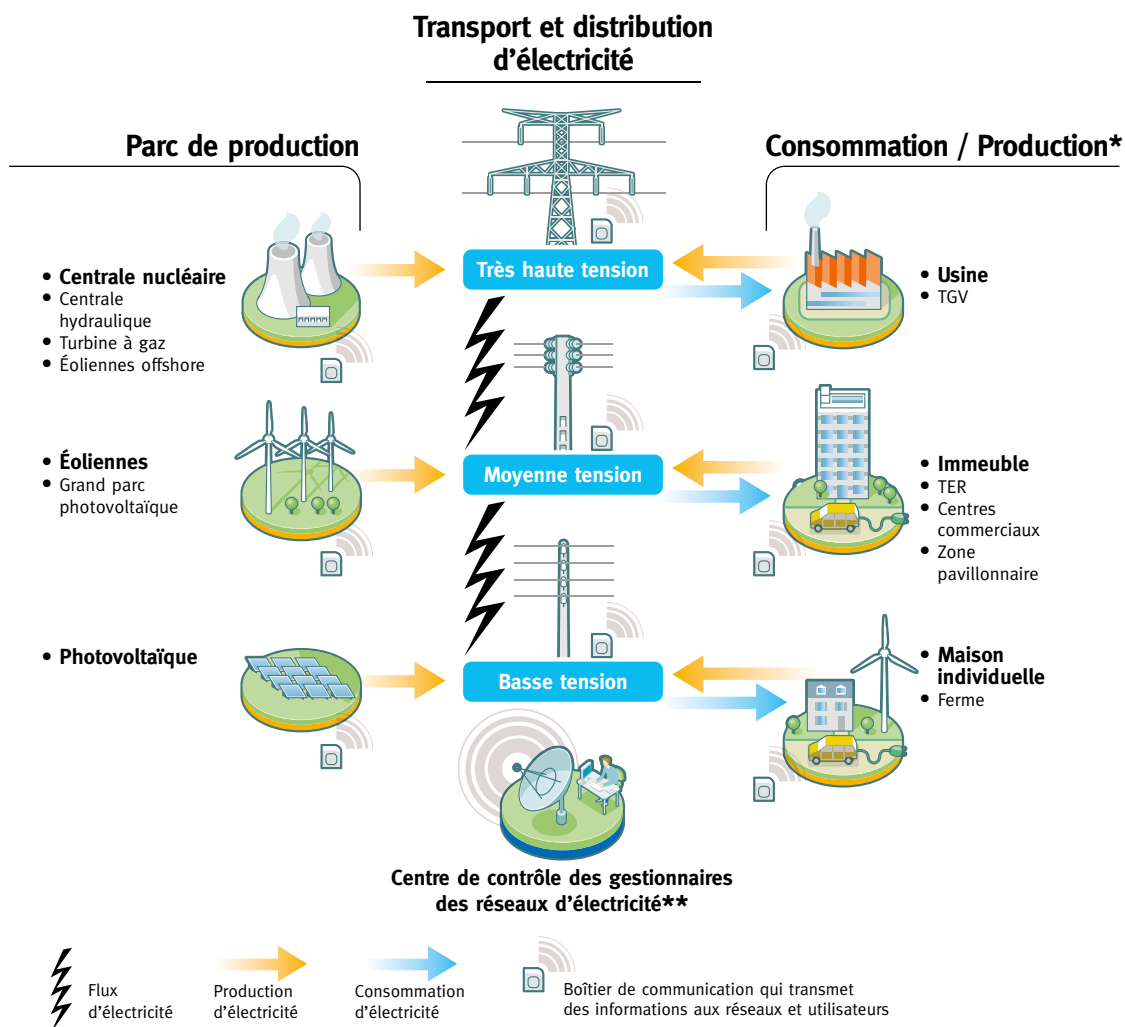 Transport et distribution
d’électricité
Parc de production
Consommation / Production*
Très haute tension
• Centrale nucléaire
• Centrale
hydraulique
• Turbine à gaz
• Éoliennes offshore
• Usine
• TGV
Moyenne tension
• Éoliennes
• Grand parc
photovoltaïque
• Immeuble
• TER
• Centres
commerciaux
• Zone
pavillonnaire
Basse tension
• Photovoltaïque
• Maison
individuelle
• Ferme
Centre de contrôle des gestionnaires
des réseaux d’électricité**
Flux
d’électricité
Production
d’électricité
Consommation
d’électricité
Boîtier de communication qui transmet
des informations aux réseaux et utilisateurs